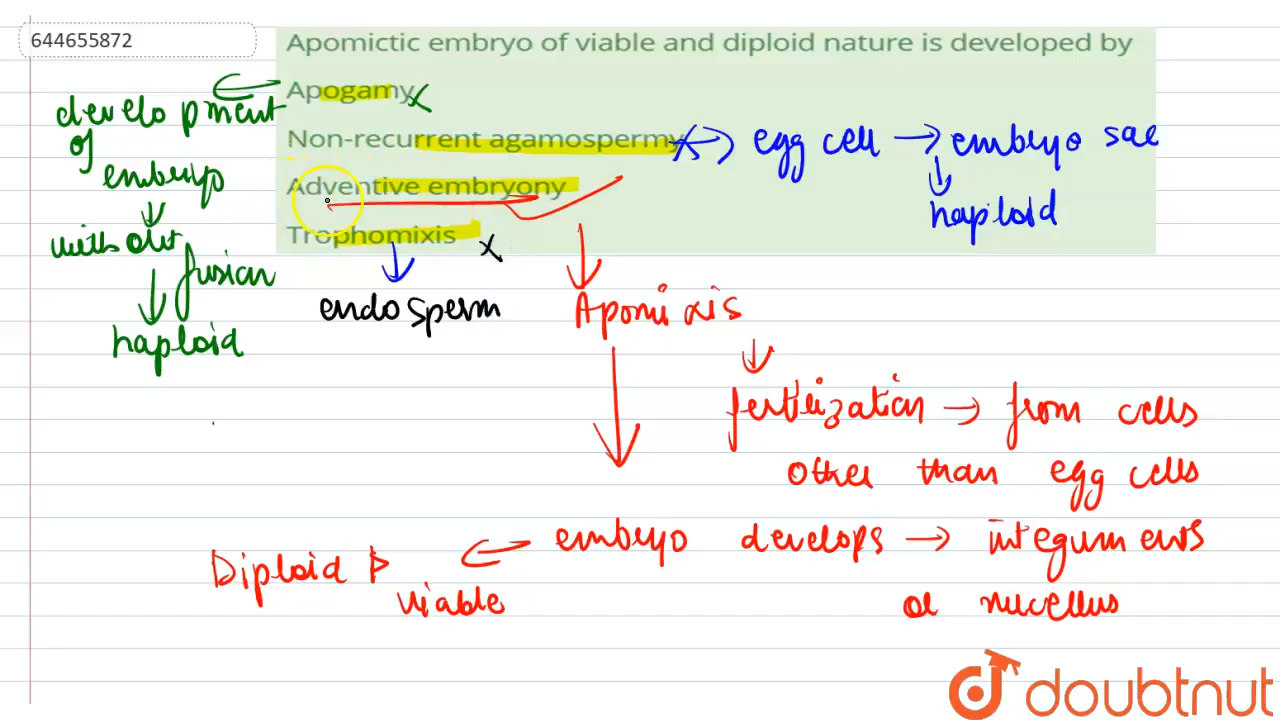 644655872
Apomictic embryo of viable and diploid nature is developed by
Apogamy
Non-recurrent agamospermy
Adventive embryony
Trophomixis
development
of
embryo
without
fusion
haploid
egg cell → embryo sac
haploid
endosperm
Apomixis
fertilization → from cells
other than egg cells
embryo develops → integuments
or nucellus
Diploid &
viable
doubtnut